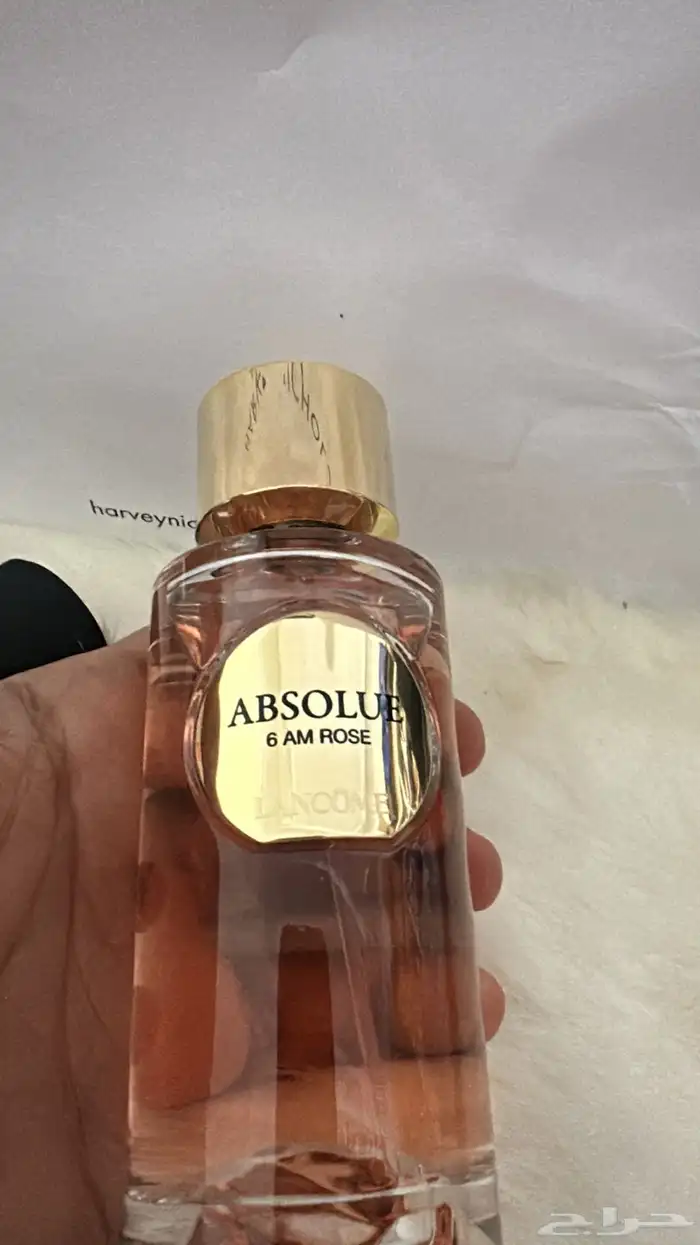 harveynic
ABSOLUE
6 AM ROSE
LANCÔME
حراج